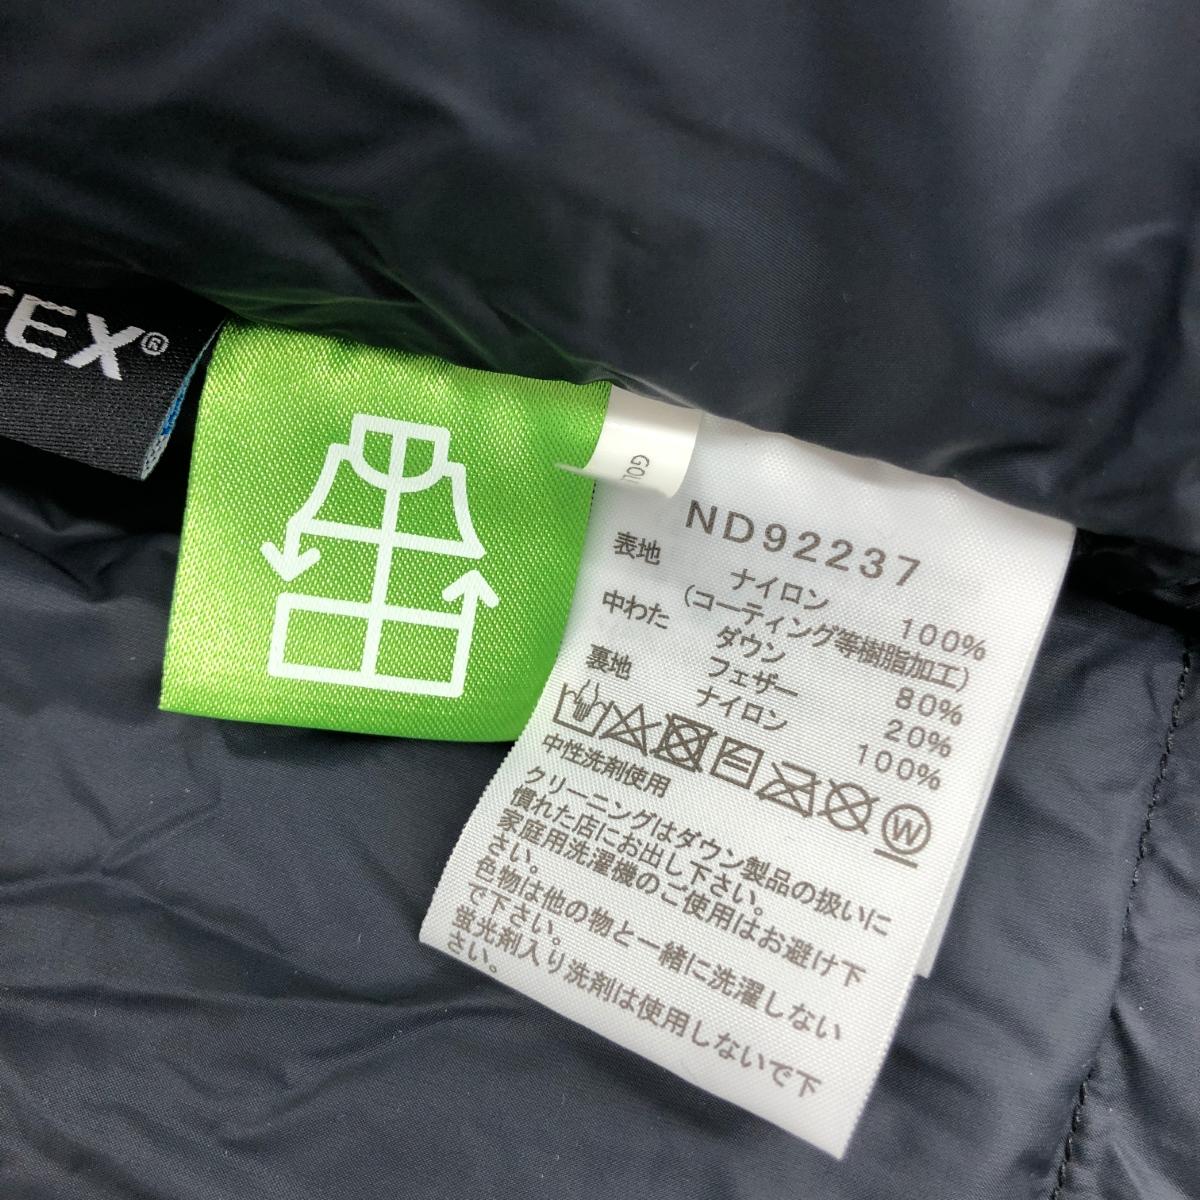 TEX®
GOL
ND92237
表地 ナイロン 100%
(コーティング等樹脂加工)
中わた ダウン 80%
フェザー 20%
裏地 ナイロン 100%
W
中性洗剤使用
クリーニングはダウン製品の扱いに
慣れた店にお出し下さい。
家庭用洗濯機のご使用はお避け下
さい。
色物は他の物と一緒に洗濯しない
で下さい。
蛍光剤入り洗剤は使用しないで下
さい。